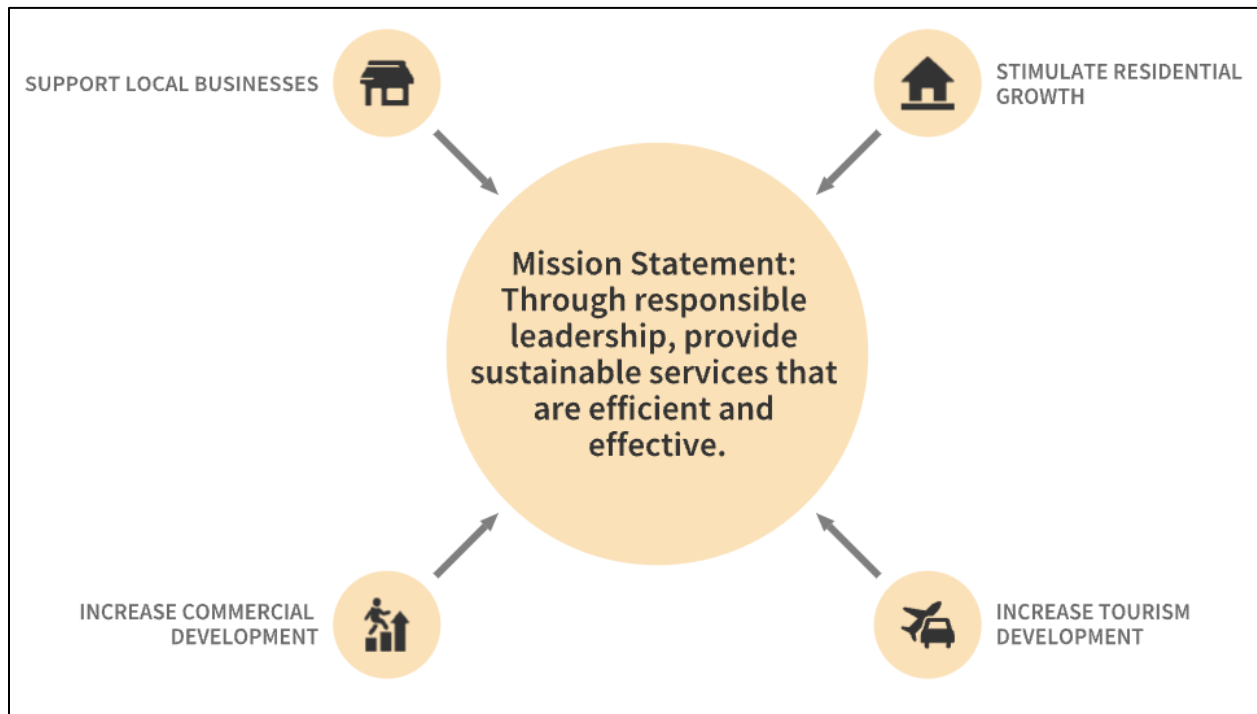 SUPPORT LOCAL BUSINESSES
STIMULATE RESIDENTIAL
GROWTH
Mission Statement:
Through responsible
leadership, provide
sustainable services that
are efficient and
effective.
INCREASE COMMERCIAL
DEVELOPMENT
INCREASE TOURISM
DEVELOPMENT